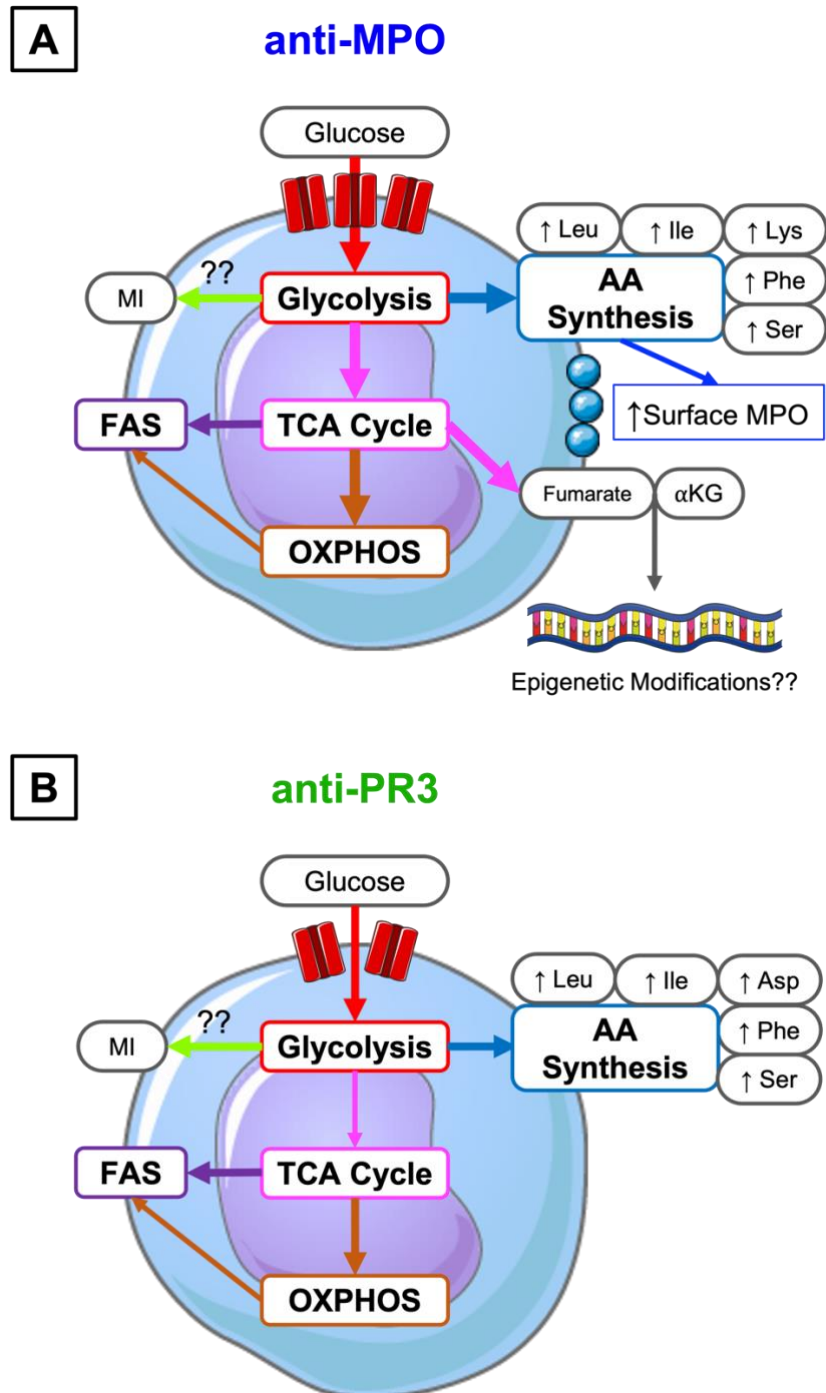 A
anti-MPO
Glucose
↑ Leu
↑ Ile
↑ Lys
??
MI
Glycolysis
AA
Synthesis
↑ Phe
↑ Ser
FAS
TCA Cycle
↑Surface MPO
Fumarate
αKG
OXPHOS
Epigenetic Modifications??
B
anti-PR3
Glucose
↑ Leu
↑ Ile
↑ Asp
??
MI
Glycolysis
AA
Synthesis
↑ Phe
↑ Ser
FAS
TCA Cycle
OXPHOS